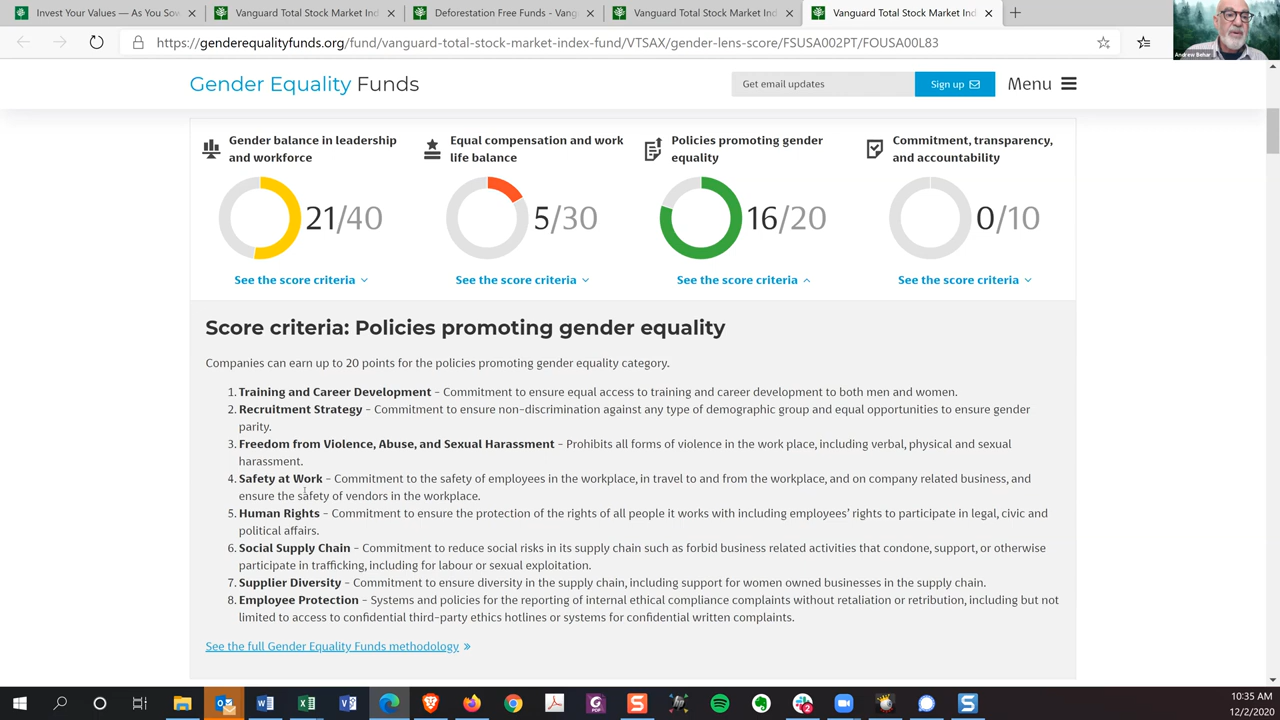 Invest Your Values — As You Sow
Vanguard Total Stock Market Ind
Deforestation Free Funds - Vang
Vanguard Total Stock Market Ind
Vanguard Total Stock Market Ind
https://genderequalityfunds.org/fund/vanguard-total-stock-market-index-fund/VTSAX/gender-lens-score/FSUSA002PT/FOUSA00L83
Andrew Behar
Gender Equality Funds
Get email updates
Sign up
Menu
Gender balance in leadership
and workforce
21/40
See the score criteria
Equal compensation and work
life balance
5/30
See the score criteria
Policies promoting gender
equality
16/20
See the score criteria
Commitment, transparency,
and accountability
0/10
See the score criteria
Score criteria: Policies promoting gender equality
Companies can earn up to 20 points for the policies promoting gender equality category.
1. Training and Career Development – Commitment to ensure equal access to training and career development to both men and women.
2. Recruitment Strategy – Commitment to ensure non-discrimination against any type of demographic group and equal opportunities to ensure gender
parity.
3. Freedom from Violence, Abuse, and Sexual Harassment – Prohibits all forms of violence in the work place, including verbal, physical and sexual
harassment.
4. Safety at Work – Commitment to the safety of employees in the workplace, in travel to and from the workplace, and on company related business, and
ensure the safety of vendors in the workplace.
5. Human Rights – Commitment to ensure the protection of the rights of all people it works with including employees’ rights to participate in legal, civic and
political affairs.
6. Social Supply Chain – Commitment to reduce social risks in its supply chain such as forbid business related activities that condone, support, or otherwise
participate in trafficking, including for labour or sexual exploitation.
7. Supplier Diversity – Commitment to ensure diversity in the supply chain, including support for women owned businesses in the supply chain.
8. Employee Protection – Systems and policies for the reporting of internal ethical compliance complaints without retaliation or retribution, including but not
limited to access to confidential third-party ethics hotlines or systems for confidential written complaints.
See the full Gender Equality Funds methodology »
10:35 AM
12/2/2020